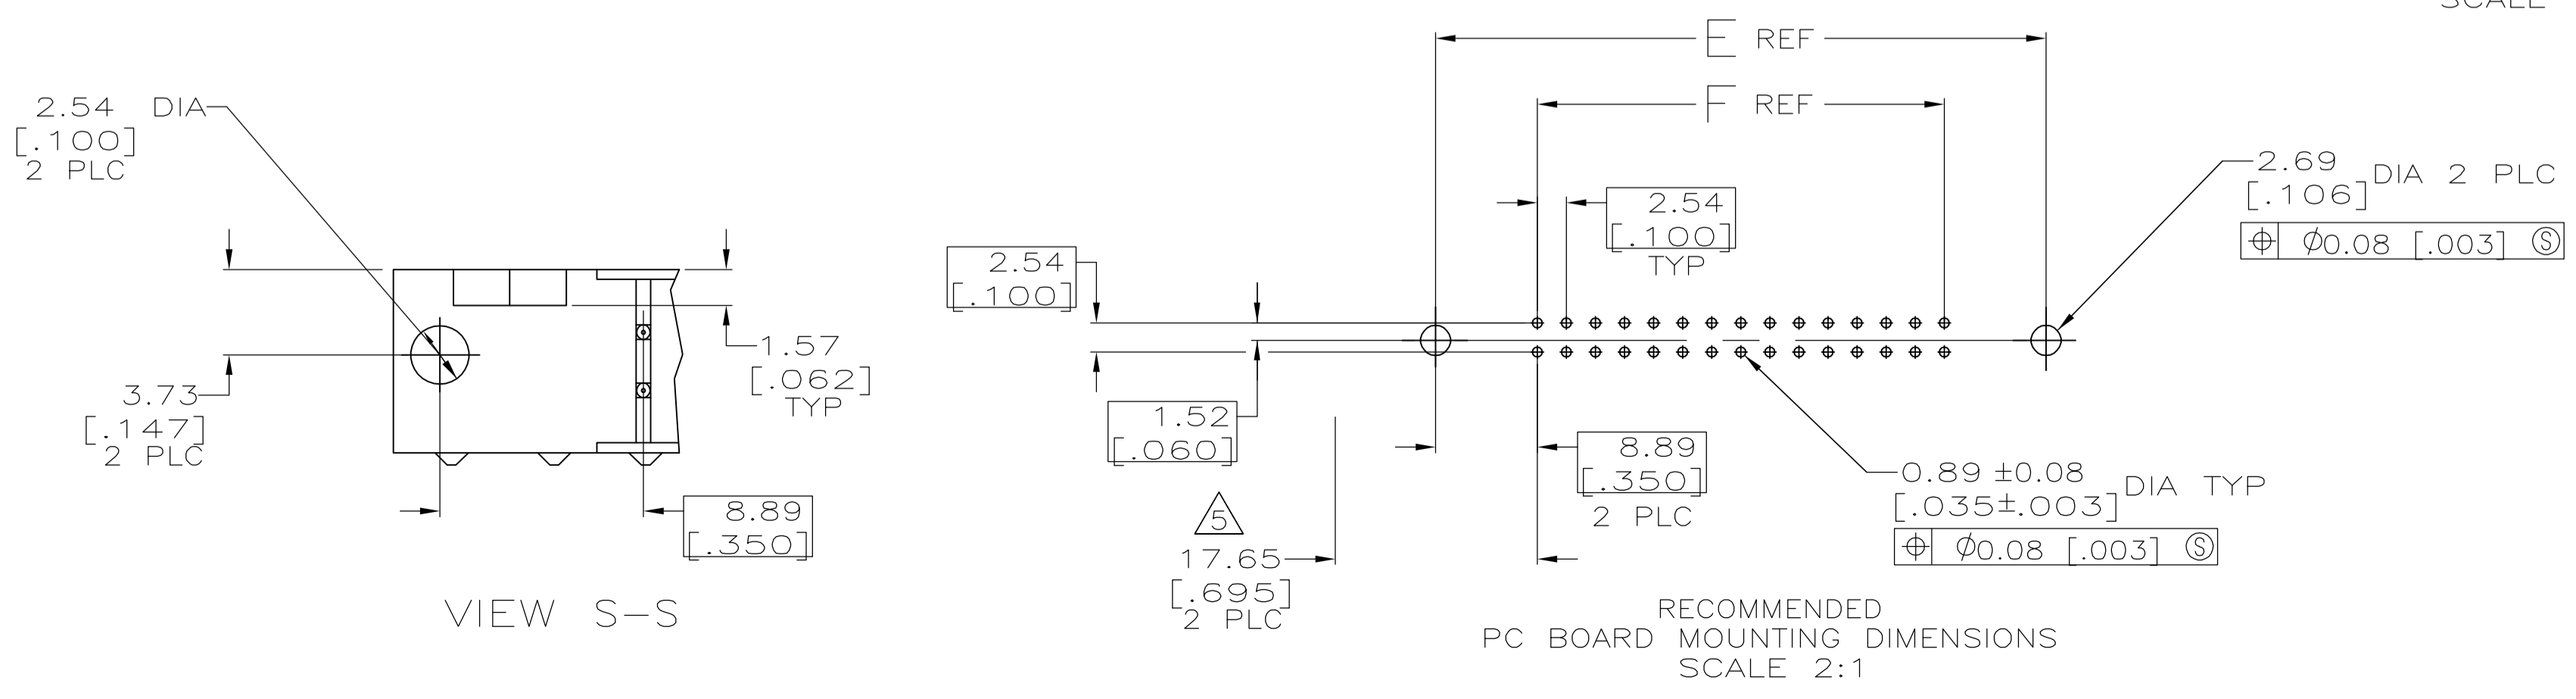 SCALE
2.54 DIA
[.100]
2 PLC
3.73
[.147]
2 PLC
1.57
[.062]
TYP
8.89
[.350]
VIEW S-S
E REF
F REF
2.54
[.100]
TYP
2.54
[.100]
1.52
[.060]
8.89
[.350]
2 PLC
5
17.65
[.695]
2 PLC
2.69
[.106] DIA 2 PLC
⌖ ⌀0.08 [.003] Ⓢ
0.89 ±0.08
[.035±.003] DIA TYP
⌖ ⌀0.08 [.003] Ⓢ
RECOMMENDED
PC BOARD MOUNTING DIMENSIONS
SCALE 2:1